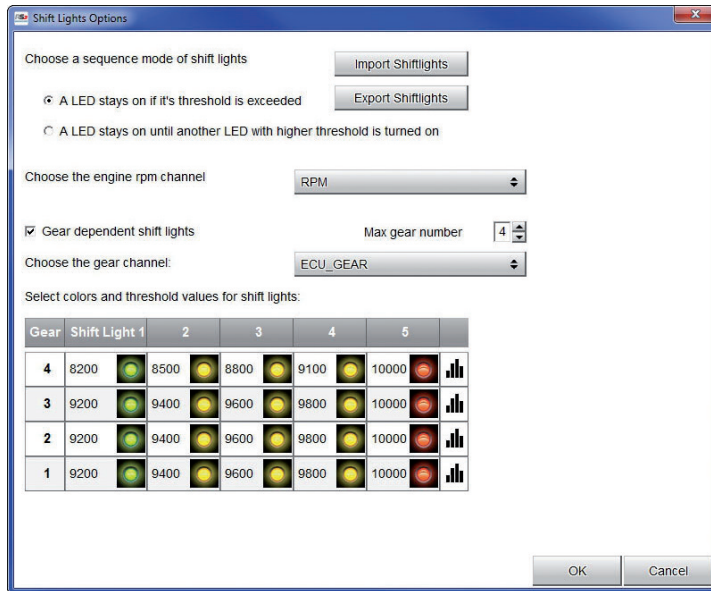 Shift Lights Options
Choose a sequence mode of shift lights
Import Shiftlights
A LED stays on if it's threshold is exceeded
Export Shiftlights
A LED stays on until another LED with higher threshold is turned on
Choose the engine rpm channel
RPM
Gear dependent shift lights
Max gear number
4
Choose the gear channel:
ECU_GEAR
Select colors and threshold values for shift lights:
Gear Shift Light 1 2 3 4 5
4 8200 8500 8800 9100 10000
3 9200 9400 9600 9800 10000
2 9200 9400 9600 9800 10000
1 9200 9400 9600 9800 10000
OK
Cancel